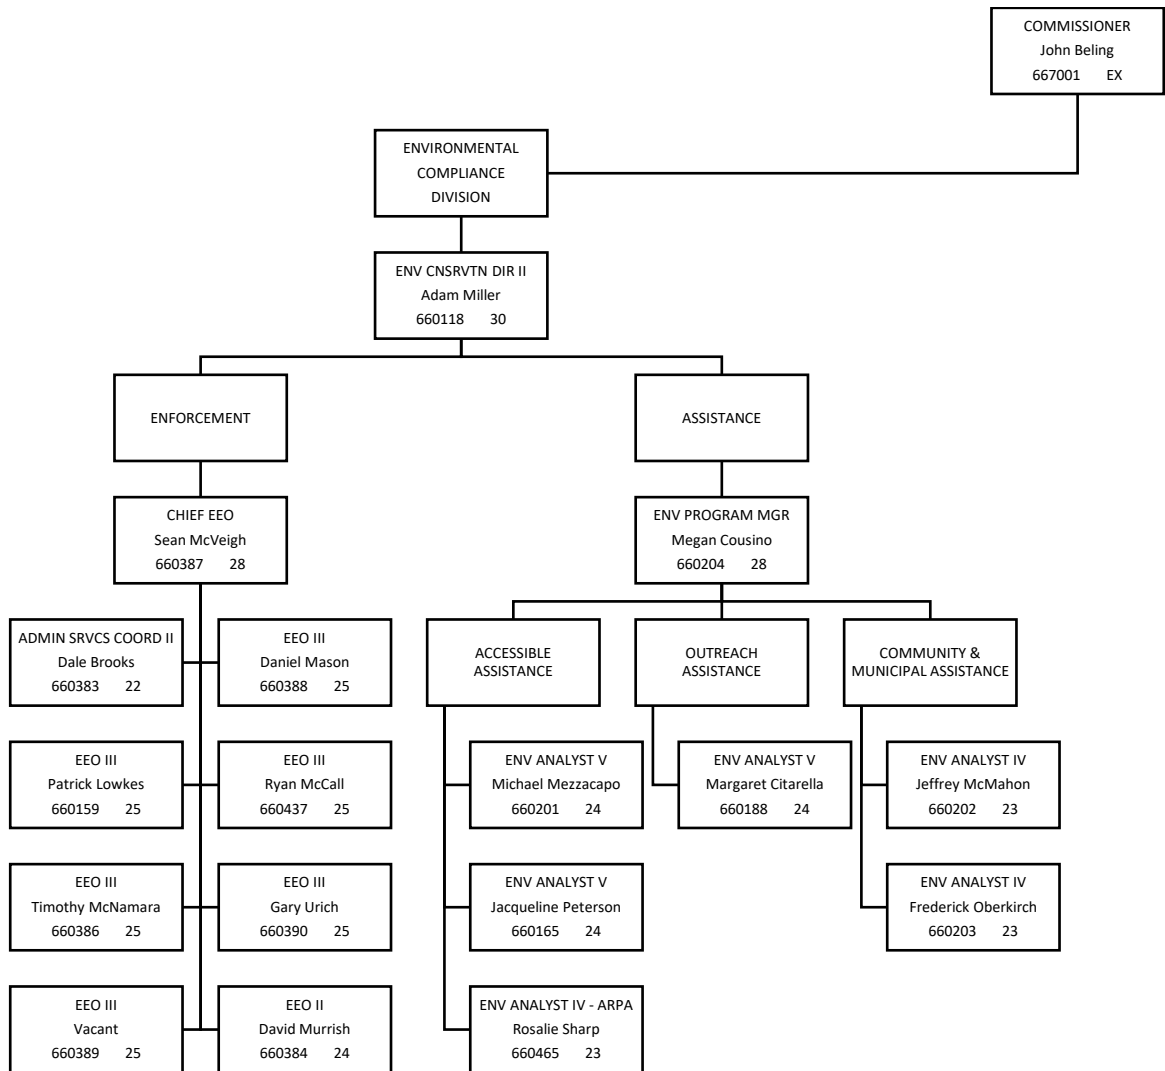 COMMISSIONER
John Beling
667001 EX
ENVIRONMENTAL
COMPLIANCE
DIVISION
ENV CNSRVTN DIR II
Adam Miller
660118 30
ENFORCEMENT
ASSISTANCE
CHIEF EEO
Sean McVeigh
660387 28
ENV PROGRAM MGR
Megan Cousino
660204 28
ADMIN SRVCS COORD II
Dale Brooks
660383 22
EEO III
Daniel Mason
660388 25
ACCESSIBLE
ASSISTANCE
OUTREACH
ASSISTANCE
COMMUNITY &
MUNICIPAL ASSISTANCE
EEO III
Patrick Lowkes
660159 25
EEO III
Ryan McCall
660437 25
ENV ANALYST V
Michael Mezzacapo
660201 24
ENV ANALYST V
Margaret Citarella
660188 24
ENV ANALYST IV
Jeffrey McMahon
660202 23
EEO III
Timothy McNamara
660386 25
EEO III
Gary Urich
660390 25
ENV ANALYST V
Jacqueline Peterson
660165 24
ENV ANALYST IV
Frederick Oberkirch
660203 23
EEO III
Vacant
660389 25
EEO II
David Murrish
660384 24
ENV ANALYST IV - ARPA
Rosalie Sharp
660465 23